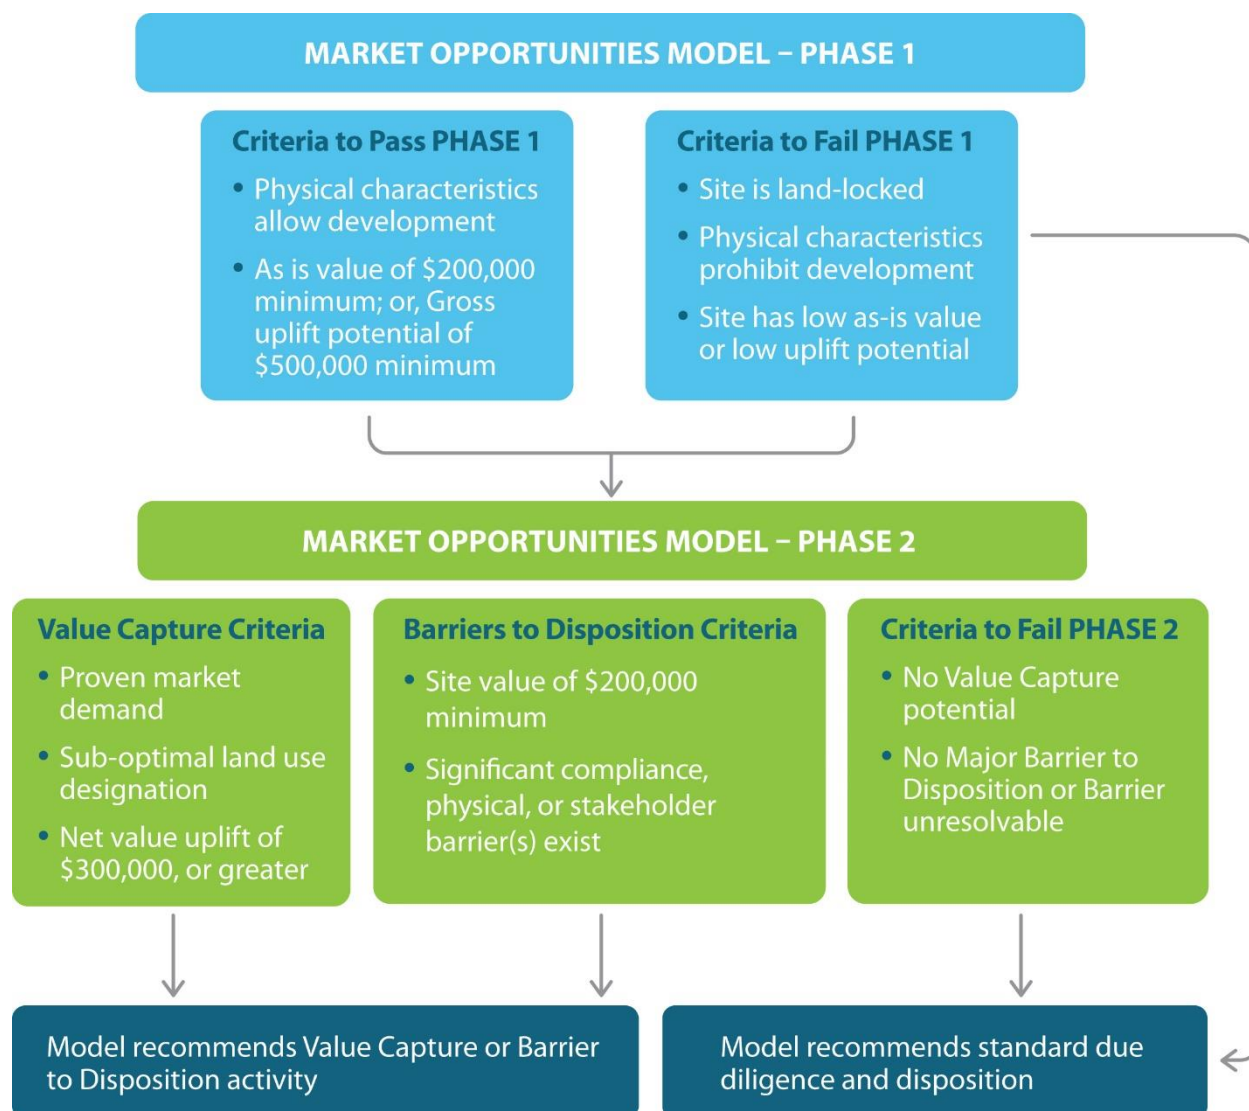 MARKET OPPORTUNITIES MODEL – PHASE 1
Criteria to Pass PHASE 1
• Physical characteristics
allow development
• As is value of $200,000
minimum; or, Gross
uplift potential of
$500,000 minimum
Criteria to Fail PHASE 1
• Site is land-locked
• Physical characteristics
prohibit development
• Site has low as-is value
or low uplift potential
MARKET OPPORTUNITIES MODEL – PHASE 2
Value Capture Criteria
• Proven market
demand
• Sub-optimal land use
designation
• Net value uplift of
$300,000, or greater
Barriers to Disposition Criteria
• Site value of $200,000
minimum
• Significant compliance,
physical, or stakeholder
barrier(s) exist
Criteria to Fail PHASE 2
• No Value Capture
potential
• No Major Barrier to
Disposition or Barrier
unresolvable
Model recommends Value Capture or Barrier
to Disposition activity
Model recommends standard due
diligence and disposition